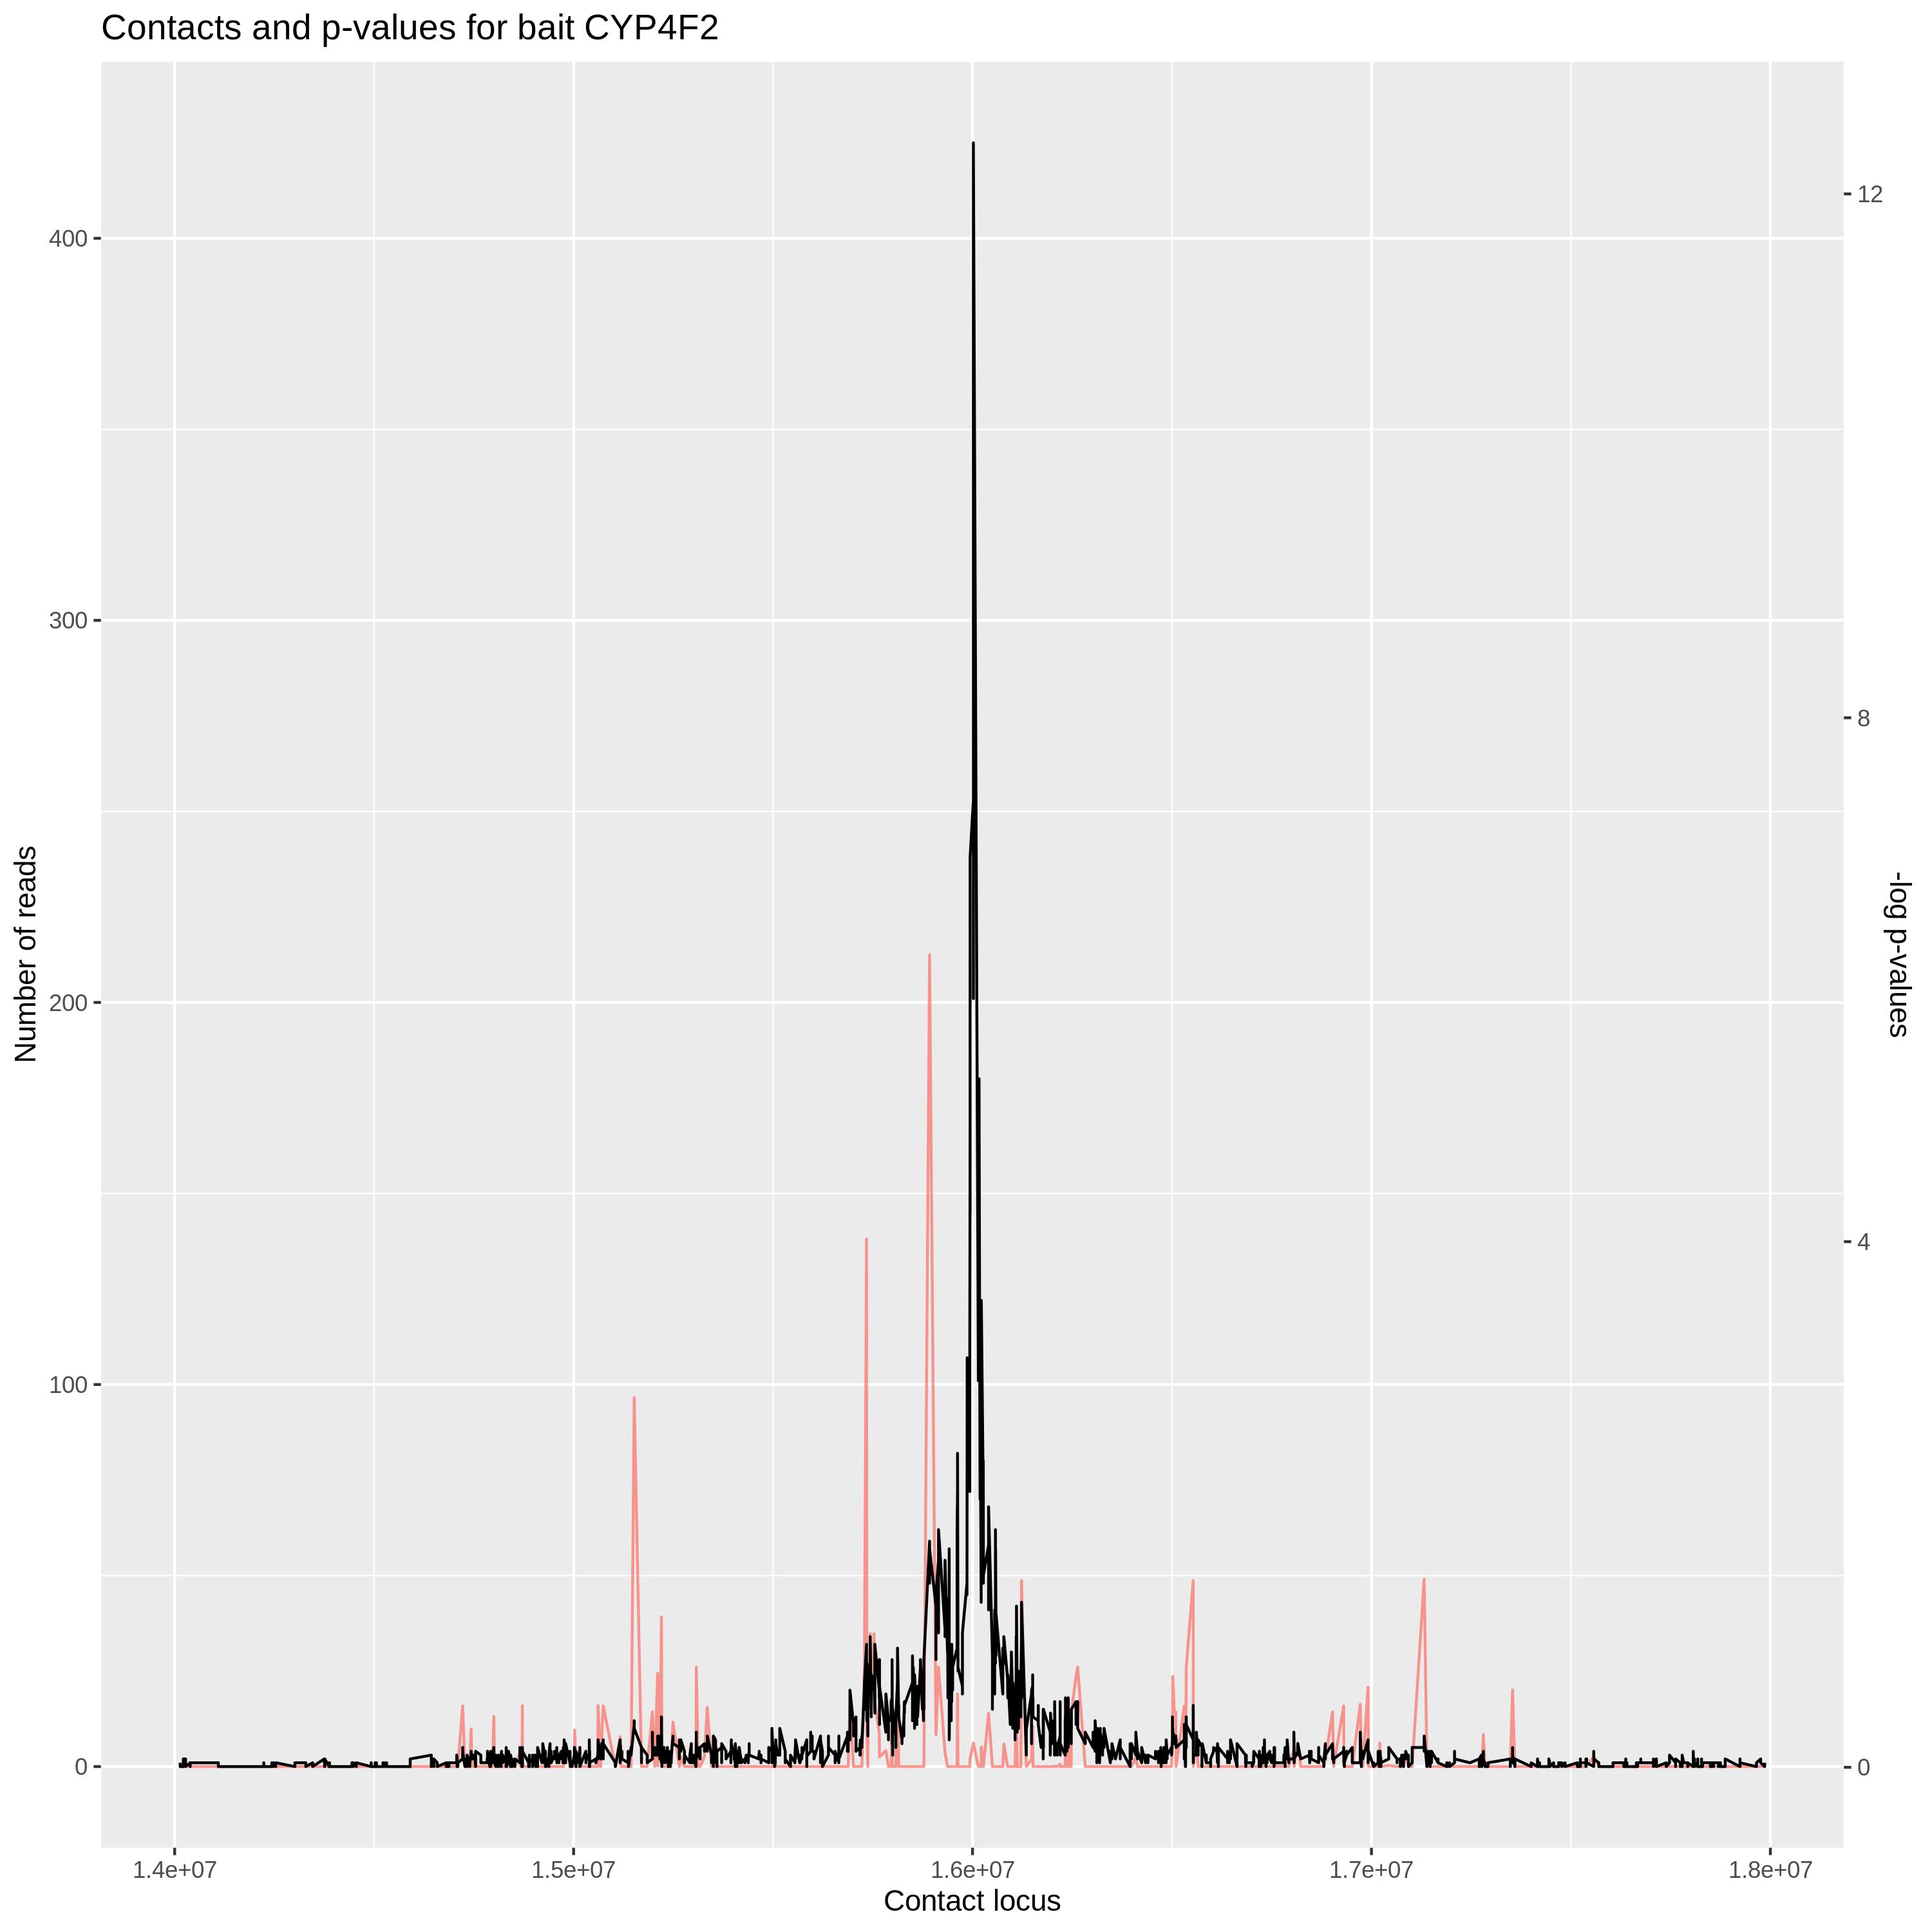 Contacts and p-values for bait CYP4F2
400
300
200
100
0
Number of reads
12
8
4
0
-log p-values
1.4e+07 1.5e+07 1.6e+07 1.7e+07 1.8e+07
Contact locus